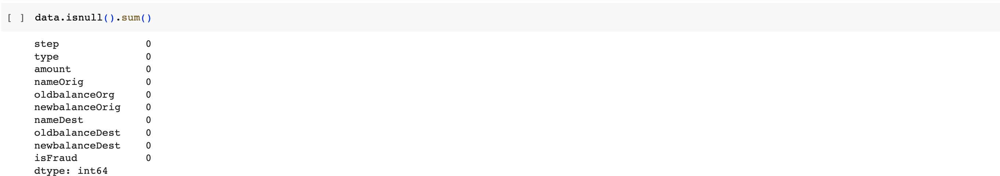 [ ] data.isnull().sum()
step 0
type 0
amount 0
nameOrig 0
oldbalanceOrg 0
newbalanceOrig 0
nameDest 0
oldbalanceDest 0
newbalanceDest 0
isFraud 0
dtype: int64